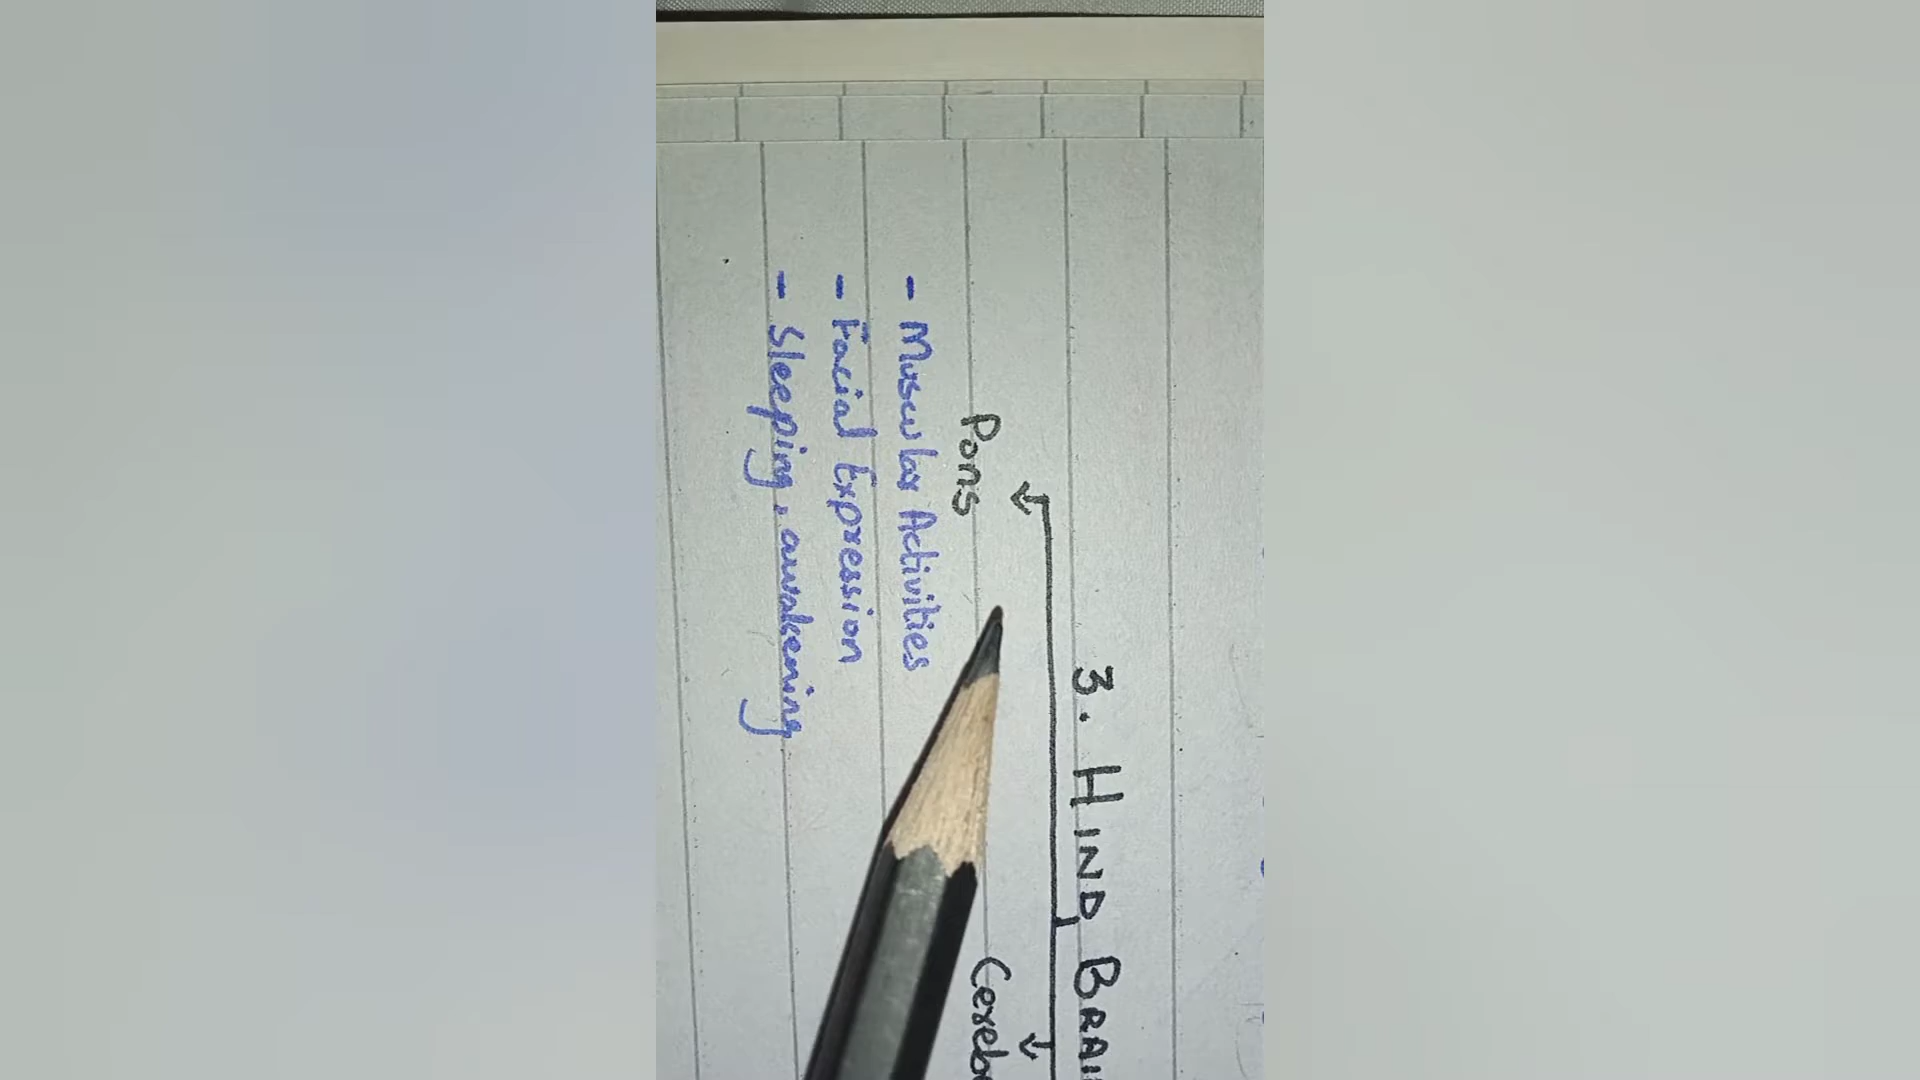 3. HIND BRAI
Pons
Cereb
- Muscular Activities
- Facial Expression
- Sleeping, awakening